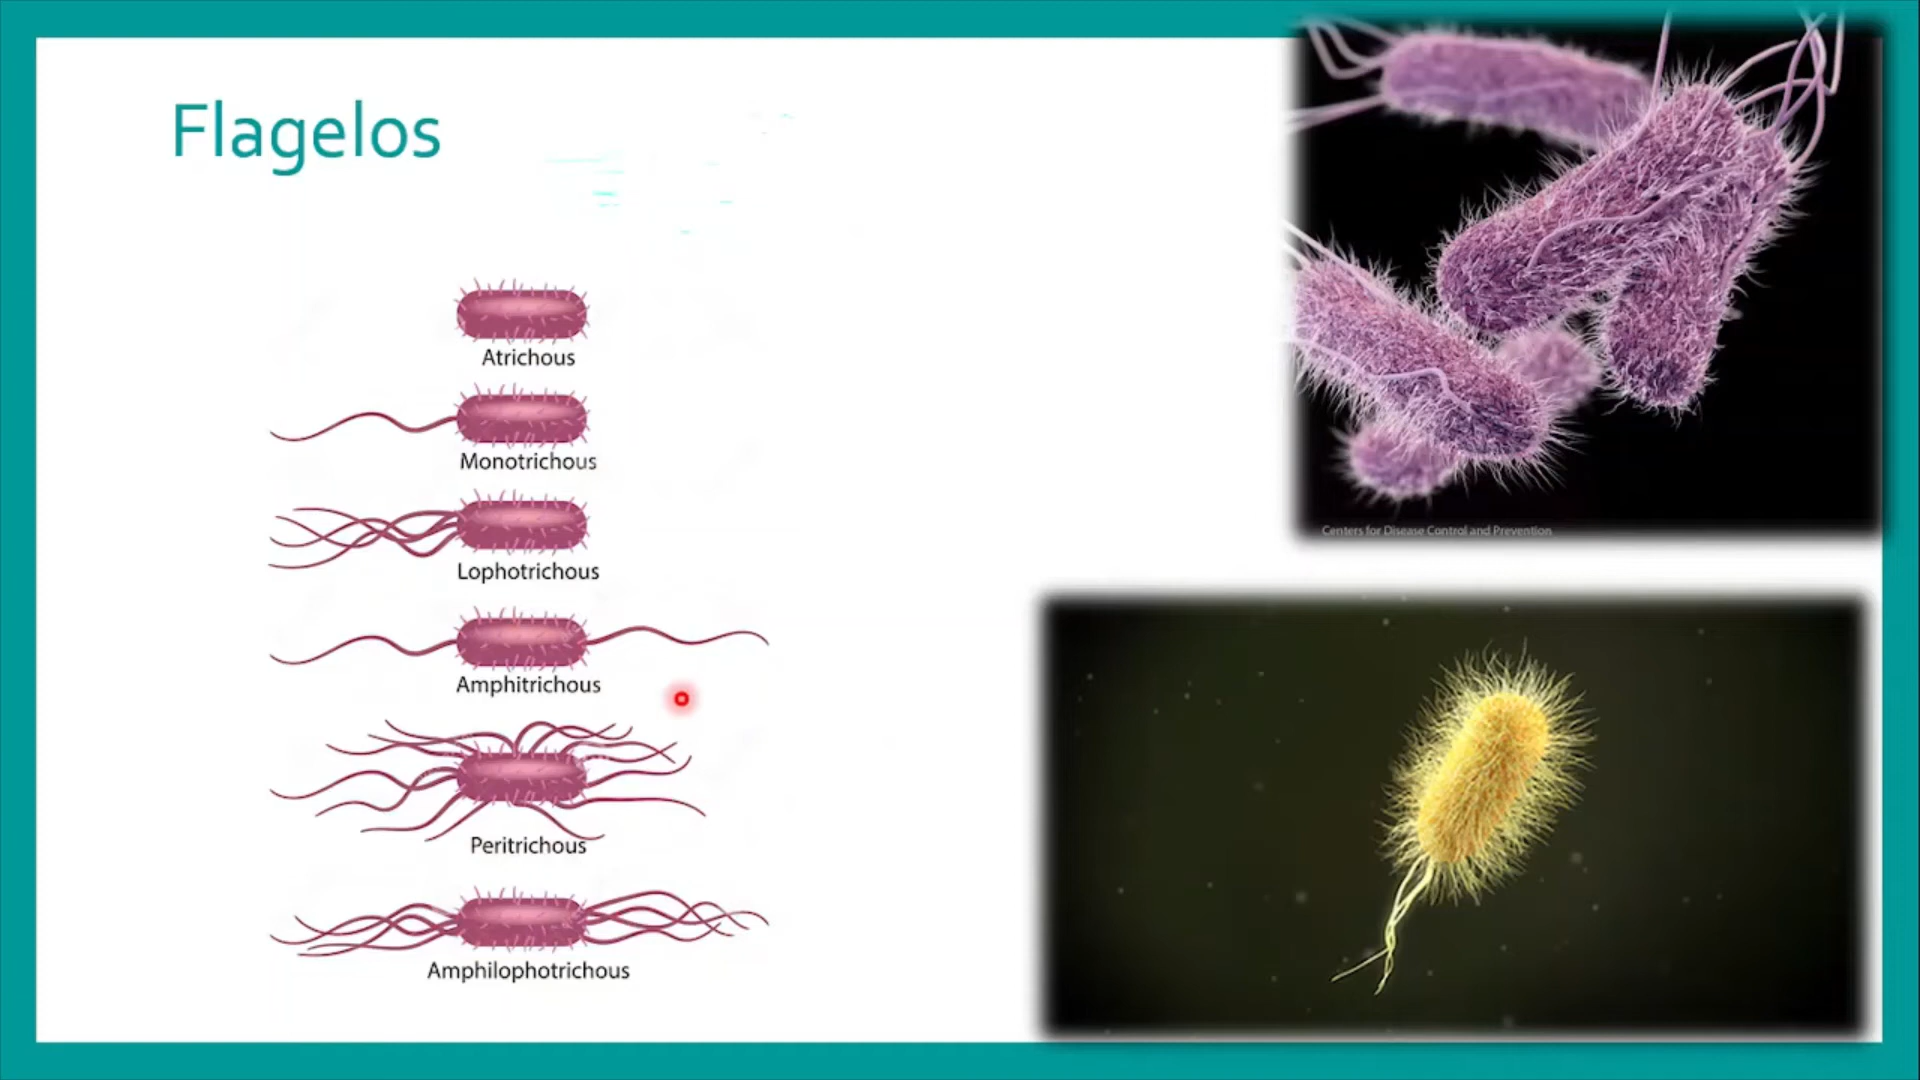 Flagelos
Atrichous
Monotrichous
Lophotrichous
Amphitrichous
Peritrichous
Amphilophotrichous
Centers for Disease Control and Prevention